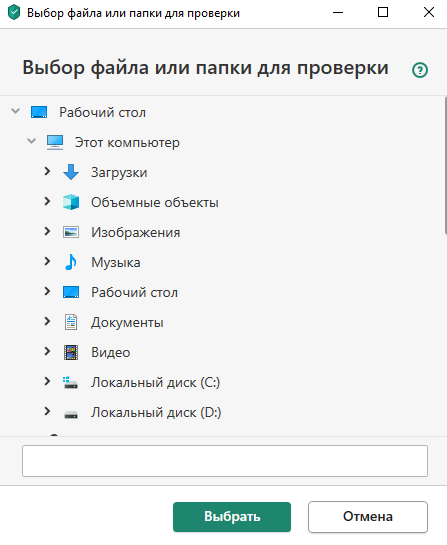 Выбор файла или папки для проверки
Выбор файла или папки для проверки
Рабочий стол
Этот компьютер
Загрузки
Объемные объекты
Изображения
Музыка
Рабочий стол
Документы
Видео
Локальный диск (C:)
Локальный диск (D:)
Выбрать
Отмена